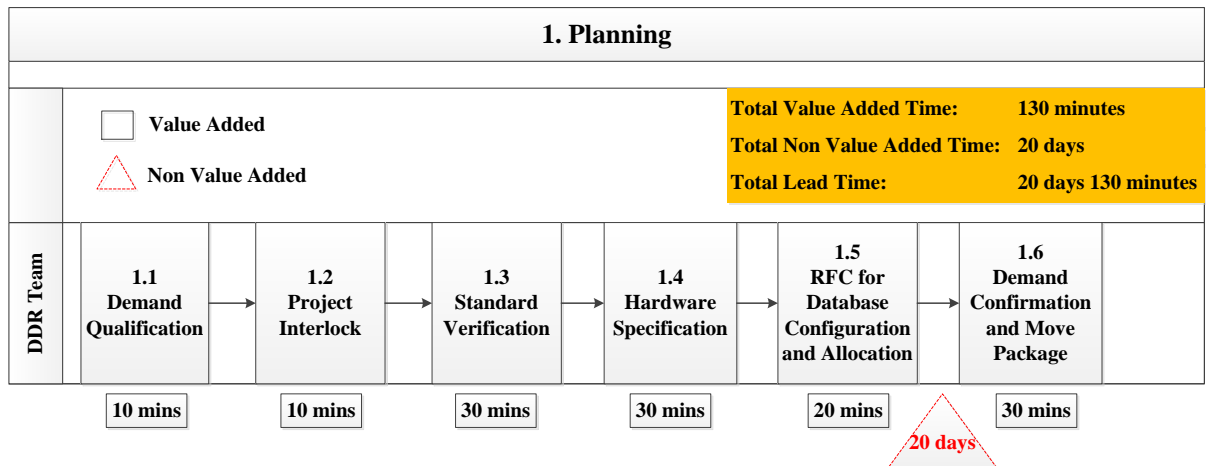 1. Planning
Value Added
Non Value Added
Total Value Added Time: 130 minutes
Total Non Value Added Time: 20 days
Total Lead Time: 20 days 130 minutes
DDR Team
1.1
Demand
Qualification
1.2
Project
Interlock
1.3
Standard
Verification
1.4
Hardware
Specification
1.5
RFC for
Database
Configuration
and Allocation
1.6
Demand
Confirmation
and Move
Package
10 mins
10 mins
30 mins
30 mins
20 mins
30 mins
20 days